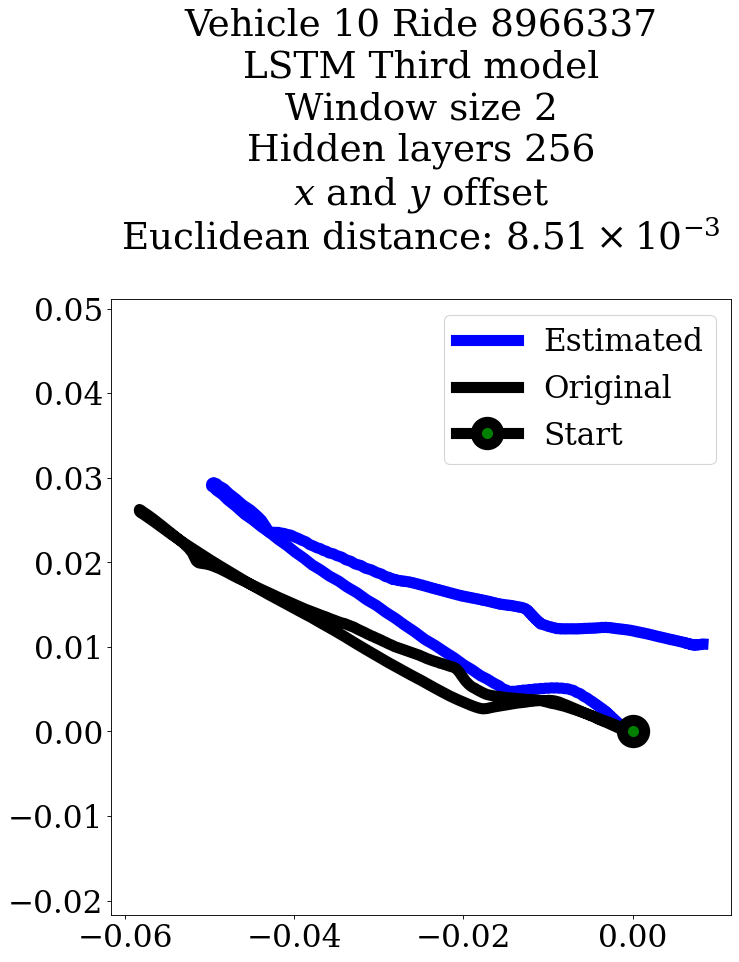 Vehicle 10 Ride 8966337
LSTM Third model
Window size 2
Hidden layers 256
x and y offset
Euclidean distance: 8.51 × 10⁻³
0.05
0.04
0.03
0.02
0.01
0.00
−0.01
−0.02
Estimated
Original
Start
−0.06
−0.04
−0.02
0.00